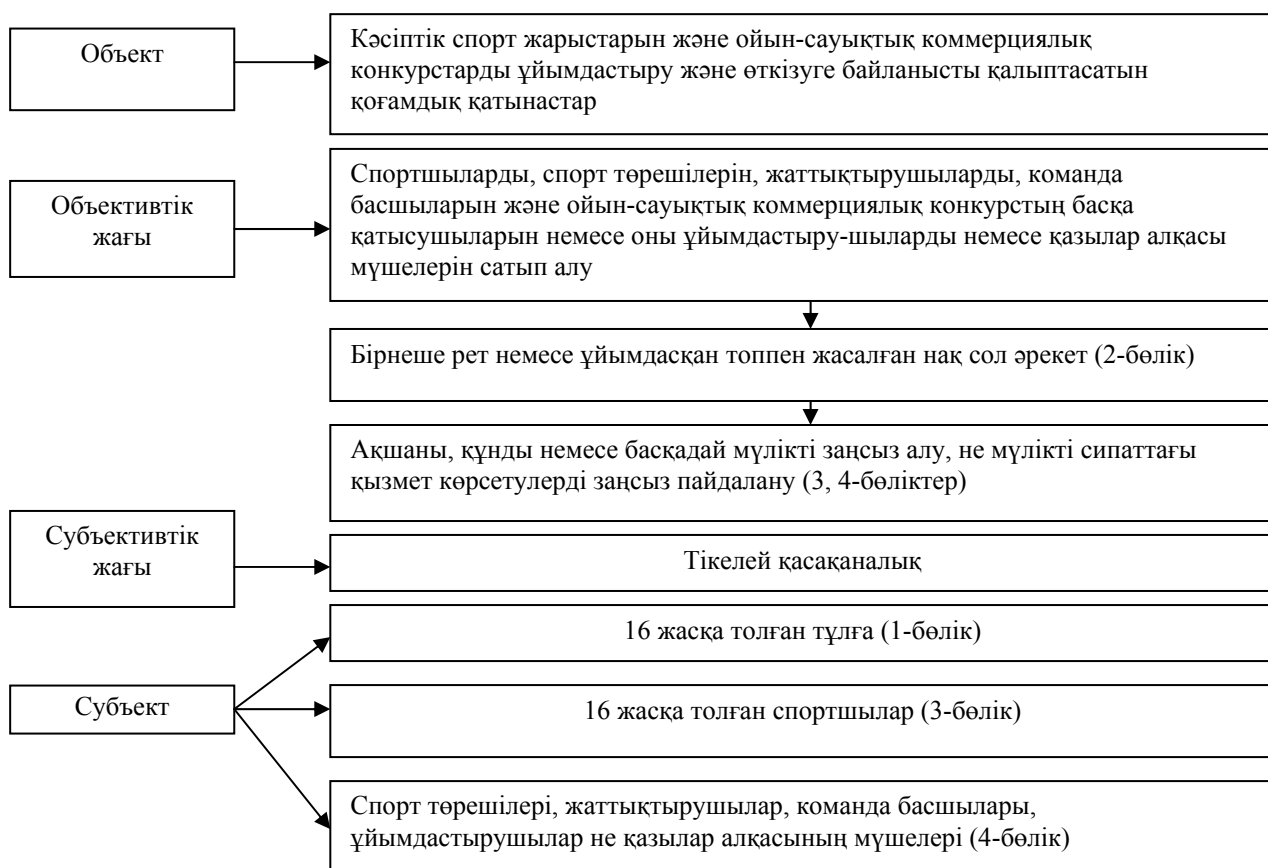 Объект
Кәсіптік спорт жарыстарын және ойын-сауықтық коммерциялық
конкурстарды ұйымдастыру және өткізуге байланысты қалыптасатын
қоғамдық қатынастар
Объективтік
жағы
Спортшыларды, спорт төрешілерін, жаттықтырушыларды, команда
басшыларын және ойын-сауықтық коммерциялық конкурстың басқа
қатысушыларын немесе оны ұйымдастыру-шыларды немесе қазылар алқасы
мүшелерін сатып алу
Бірнеше рет немесе ұйымдасқан топпен жасалған нақ сол әрекет (2-бөлік)
Ақшаны, құнды немесе басқадай мүлікті заңсыз алу, не мүлікті сипаттағы
қызмет көрсетулерді заңсыз пайдалану (3, 4-бөліктер)
Субъективтік
жағы
Тікелей қасақаналық
16 жасқа толған тұлға (1-бөлік)
Субъект
16 жасқа толған спортшылар (3-бөлік)
Спорт төрешілері, жаттықтырушылар, команда басшылары,
ұйымдастырушылар не қазылар алқасының мүшелері (4-бөлік)